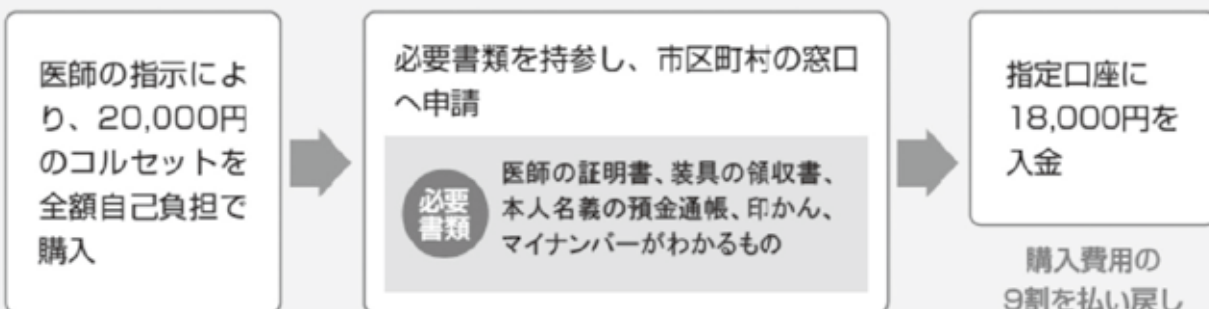 医師の指示によ
り、20,000円
のコルセットを
全額自己負担で
購入
必要書類を持参し、市区町村の窓口
へ申請
必要
書類
医師の証明書、装具の領収書、
本人名義の預金通帳、印かん、
マイナンバーがわかるもの
指定口座に
18,000円を
入金
購入費用の
9割を払い戻し